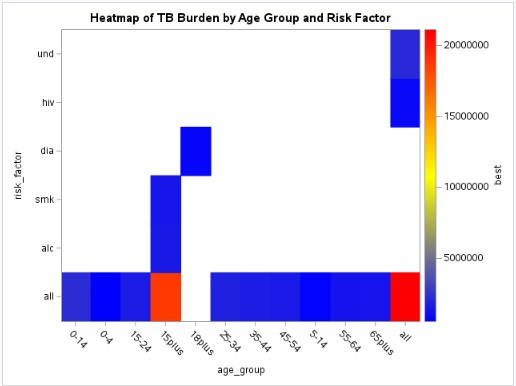 Heatmap of TB Burden by Age Group and Risk Factor
und
hiv
dia
smk
alc
all
risk_factor
0-14
0-4
15-24
15plus
18plus
25-34
35-44
45-54
5-14
55-64
65plus
all
age_group
20000000
15000000
10000000
5000000
best